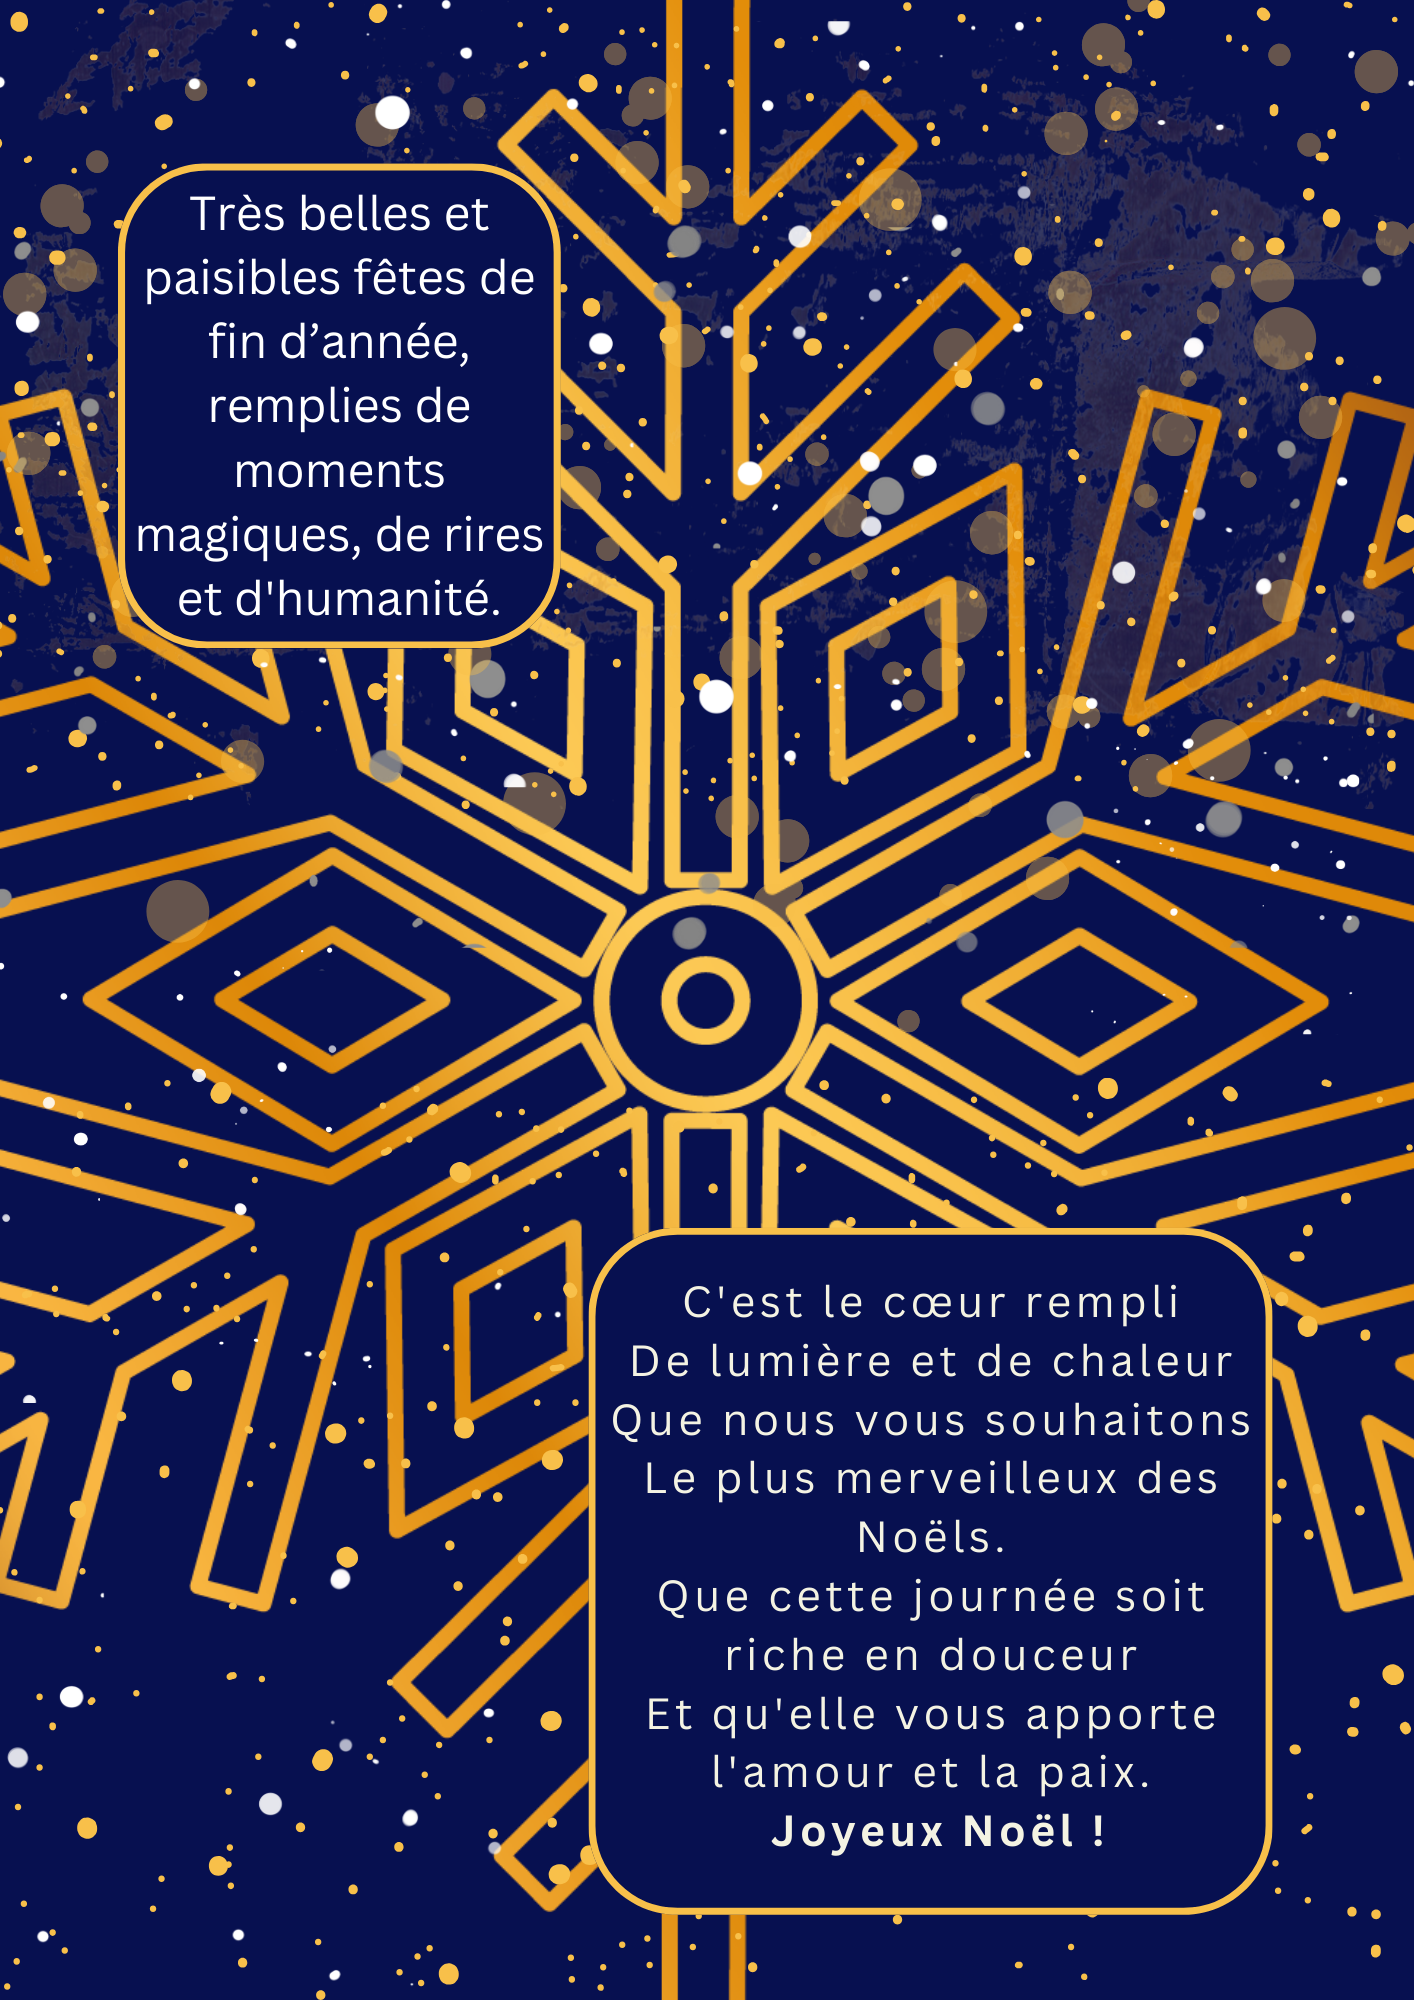 Très belles et
paisibles fêtes de
fin d’année,
remplies de
moments
magiques, de rires
et d'humanité.
C'est le cœur rempli
De lumière et de chaleur
Que nous vous souhaitons
Le plus merveilleux des
Noëls.
Que cette journée soit
riche en douceur
Et qu'elle vous apporte
l'amour et la paix.
Joyeux Noël !